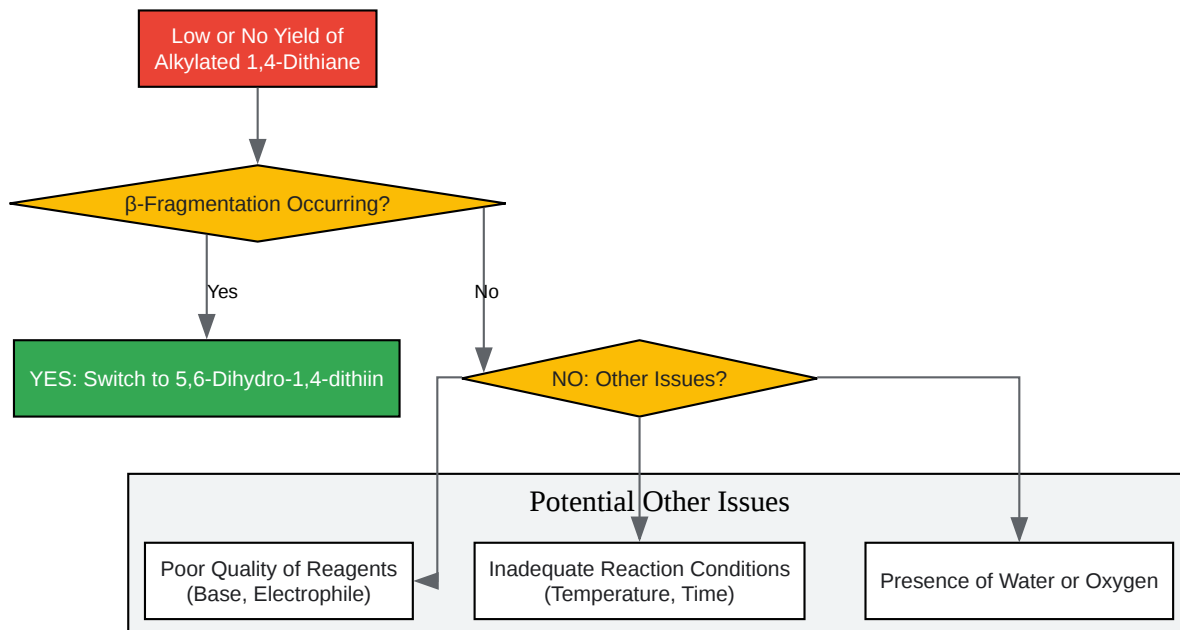 Low or No Yield of
Alkylated 1,4-Dithiane
β-Fragmentation Occurring?
Yes
No
YES: Switch to 5,6-Dihydro-1,4-dithiin
NO: Other Issues?
Potential Other Issues
Poor Quality of Reagents
(Base, Electrophile)
Inadequate Reaction Conditions
(Temperature, Time)
Presence of Water or Oxygen